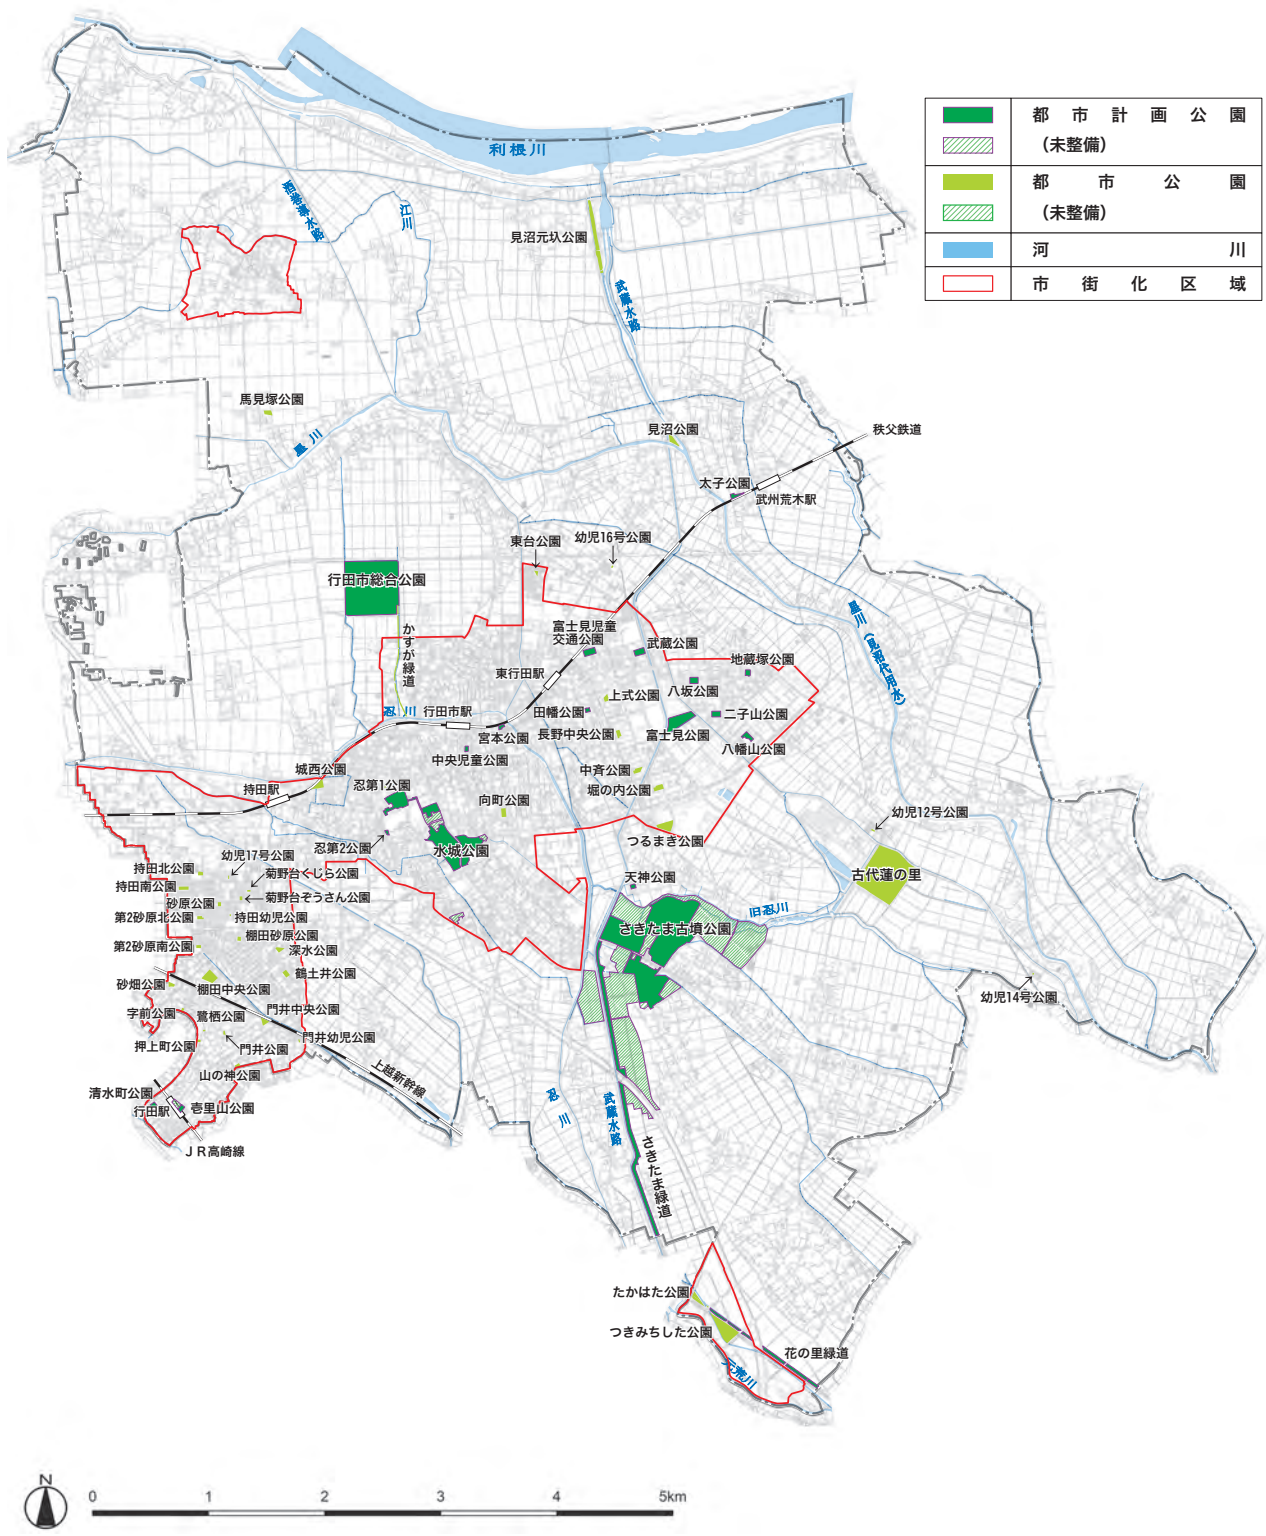 都市計画公園
（未整備）
都市公園
（未整備）
河川
市街化区域
利根川
酒巻導水路
江川
見沼元圦公園
武蔵水路
馬見塚公園
星川
見沼公園
秩父鉄道
太子公園
武州荒木駅
東台公園
幼児16号公園
行田市総合公園
かすが緑道
富士見児童
交通公園
武蔵公園
星川（見沼代用水）
地蔵塚公園
東行田駅
八坂公園
上式公園
忍川
行田市駅
田幡公園
二子山公園
宮本公園
長野中央公園
富士見公園
八幡山公園
中央児童公園
城西公園
中斉公園
持田駅
忍第1公園
堀の内公園
向町公園
幼児12号公園
つるまき公園
忍第2公園
水城公園
幼児17号公園
持田北公園
菊野台くじら公園
天神公園
古代蓮の里
持田南公園
菊野台ぞうさん公園
砂原公園
旧忍川
第2砂原北公園
持田幼児公園
さきたま古墳公園
棚田砂原公園
第2砂原南公園
深水公園
鶴土井公園
砂畑公園
棚田中央公園
幼児14号公園
字前公園
鷺栖公園
門井中央公園
押上町公園
門井公園
門井幼児公園
山の神公園
上越新幹線
清水町公園
行田駅
壱里山公園
忍川
武蔵水路
さきたま緑道
ＪＲ高崎線
たかはた公園
つきみちした公園
花の里緑道
元荒川
N
0 1 2 3 4 5km